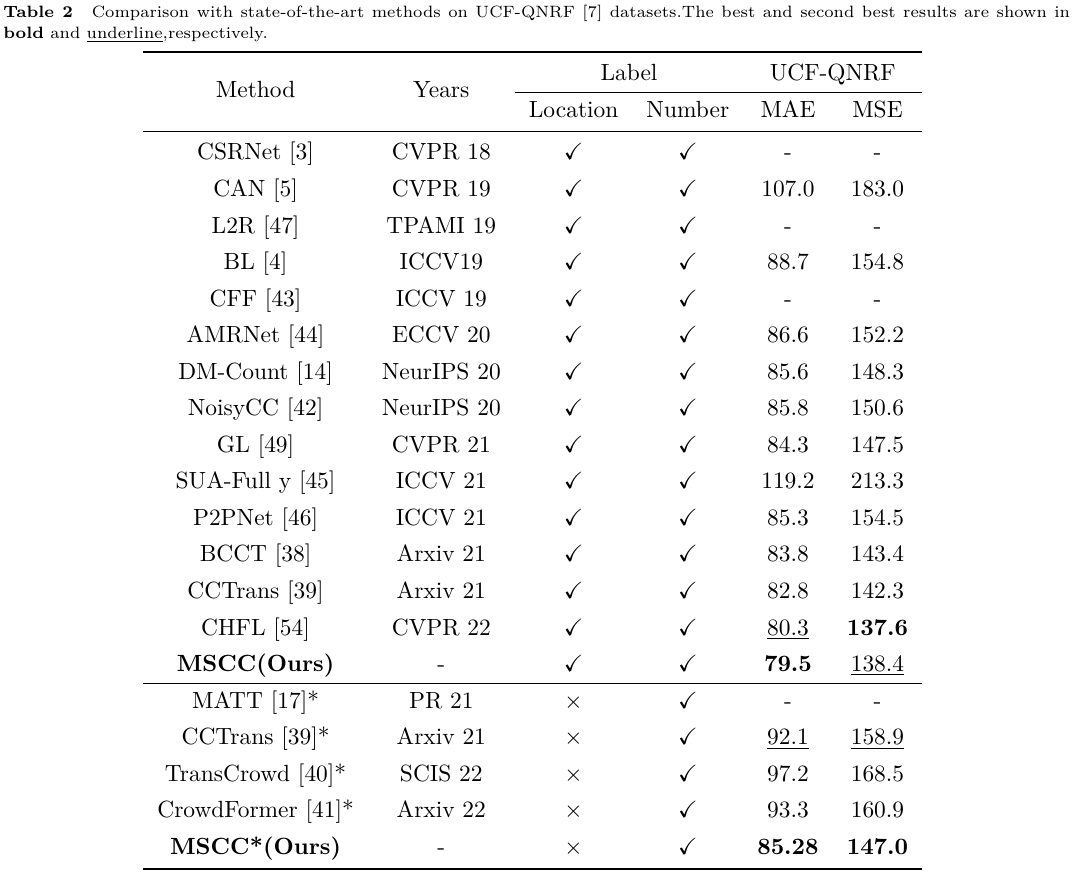 Table 2 Comparison with state-of-the-art methods on UCF-QNRF [7] datasets.The best and second best results are shown in
bold and underline,respectively.
Method Years Label UCF-QNRF
Location Number MAE MSE
CSRNet [3] CVPR 18 ✓ ✓ - -
CAN [5] CVPR 19 ✓ ✓ 107.0 183.0
L2R [47] TPAMI 19 ✓ ✓ - -
BL [4] ICCV19 ✓ ✓ 88.7 154.8
CFF [43] ICCV 19 ✓ ✓ - -
AMRNet [44] ECCV 20 ✓ ✓ 86.6 152.2
DM-Count [14] NeurIPS 20 ✓ ✓ 85.6 148.3
NoisyCC [42] NeurIPS 20 ✓ ✓ 85.8 150.6
GL [49] CVPR 21 ✓ ✓ 84.3 147.5
SUA-Full y [45] ICCV 21 ✓ ✓ 119.2 213.3
P2PNet [46] ICCV 21 ✓ ✓ 85.3 154.5
BCCT [38] Arxiv 21 ✓ ✓ 83.8 143.4
CCTrans [39] Arxiv 21 ✓ ✓ 82.8 142.3
CHFL [54] CVPR 22 ✓ ✓ 80.3 137.6
MSCC(Ours) - ✓ ✓ 79.5 138.4
MATT [17]* PR 21 × ✓ - -
CCTrans [39]* Arxiv 21 × ✓ 92.1 158.9
TransCrowd [40]* SCIS 22 × ✓ 97.2 168.5
CrowdFormer [41]* Arxiv 22 × ✓ 93.3 160.9
MSCC*(Ours) - × ✓ 85.28 147.0